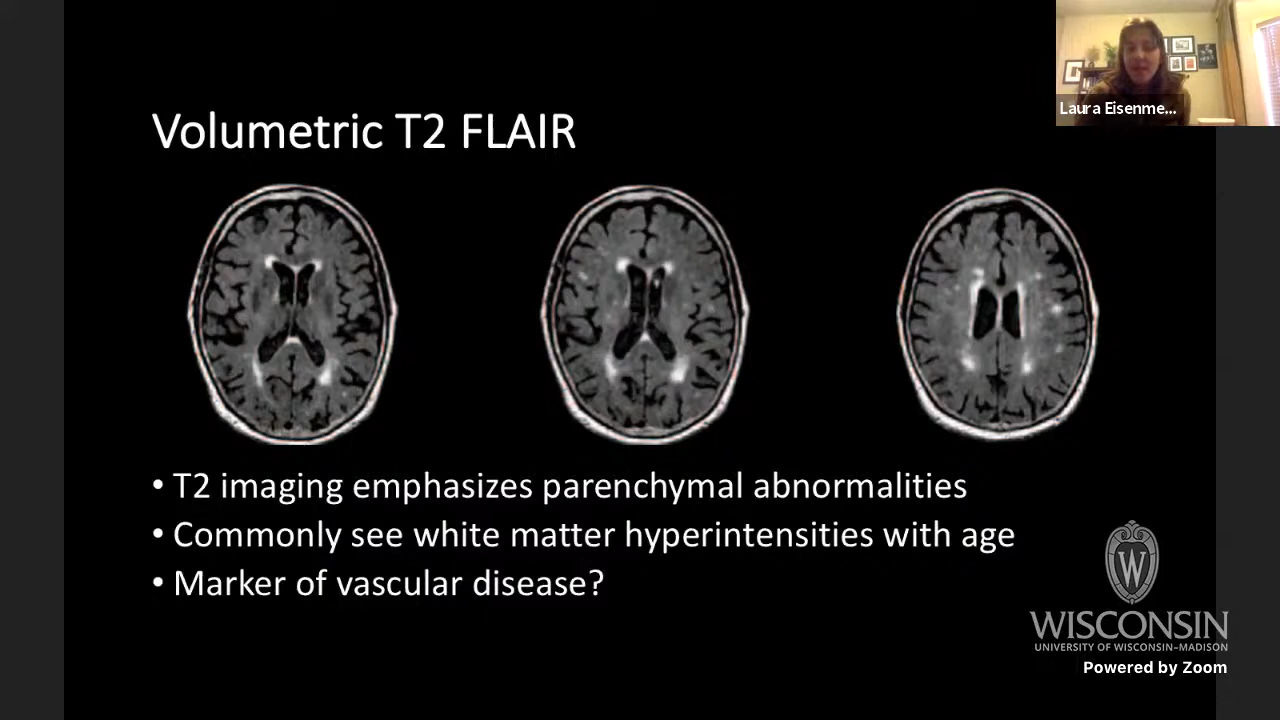 Laura Eisenme...
Volumetric T2 FLAIR
• T2 imaging emphasizes parenchymal abnormalities
• Commonly see white matter hyperintensities with age
• Marker of vascular disease?
W
WISCONSIN
UNIVERSITY OF WISCONSIN–MADISON
Powered by Zoom